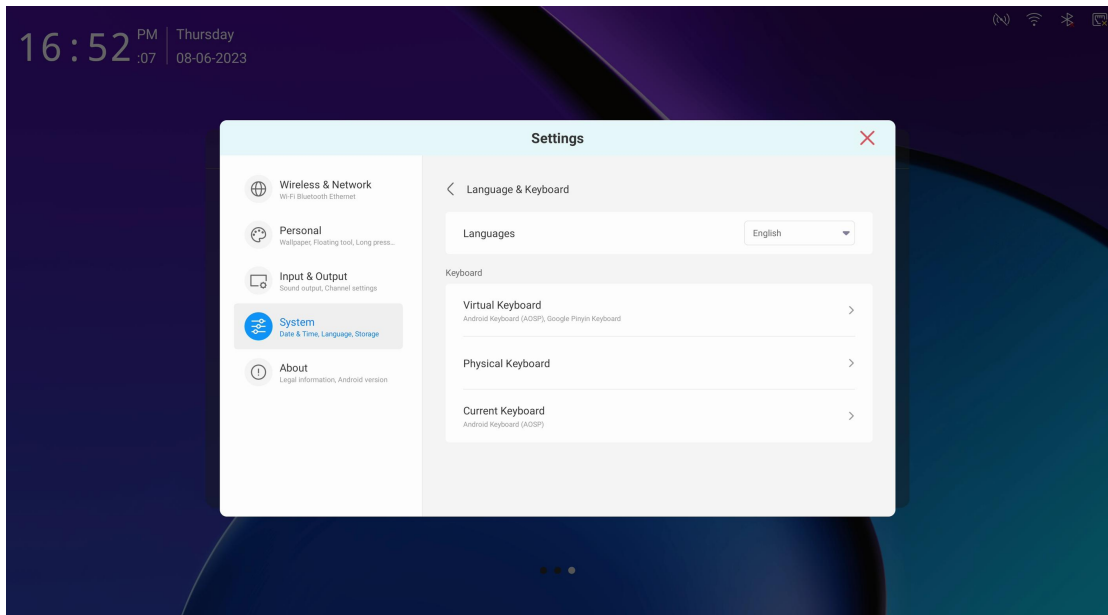 16:52 PM :07
Thursday
08-06-2023
Settings
Wireless & Network
Wi-Fi Bluetooth Ethernet
Personal
Wallpaper, Floating tool, Long press...
Input & Output
Sound output, Channel settings
System
Date & Time, Language, Storage
About
Legal information, Android version
Language & Keyboard
Languages
English
Keyboard
Virtual Keyboard
Android Keyboard (AOSP), Google Pinyin Keyboard
Physical Keyboard
Current Keyboard
Android Keyboard (AOSP)